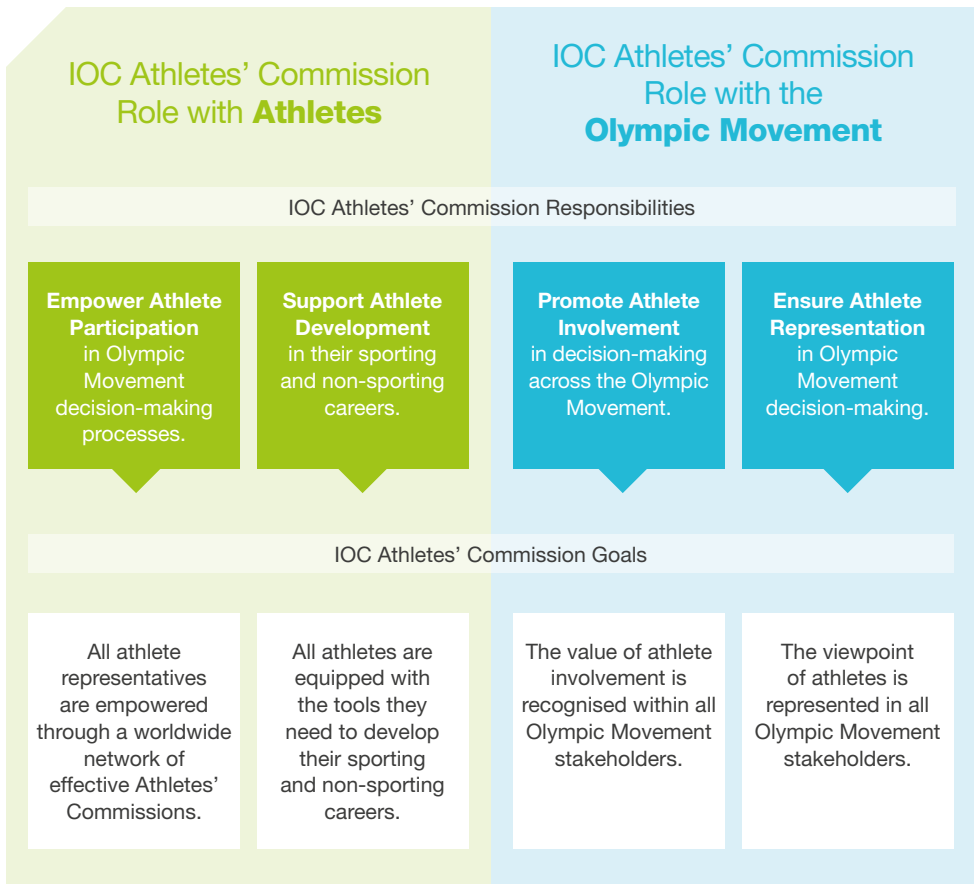 IOC Athletes’ Commission
Role with Athletes
IOC Athletes’ Commission
Role with the
Olympic Movement
IOC Athletes’ Commission Responsibilities
Empower Athlete
Participation
in Olympic
Movement
decision-making
processes.
Support Athlete
Development
in their sporting
and non-sporting
careers.
Promote Athlete
Involvement
in decision-making
across the Olympic
Movement.
Ensure Athlete
Representation
in Olympic
Movement
decision-making.
IOC Athletes’ Commission Goals
All athlete
representatives
are empowered
through a worldwide
network of
effective Athletes’
Commissions.
All athletes are
equipped with
the tools they
need to develop
their sporting
and non-sporting
careers.
The value of athlete
involvement is
recognised within all
Olympic Movement
stakeholders.
The viewpoint
of athletes is
represented in all
Olympic Movement
stakeholders.